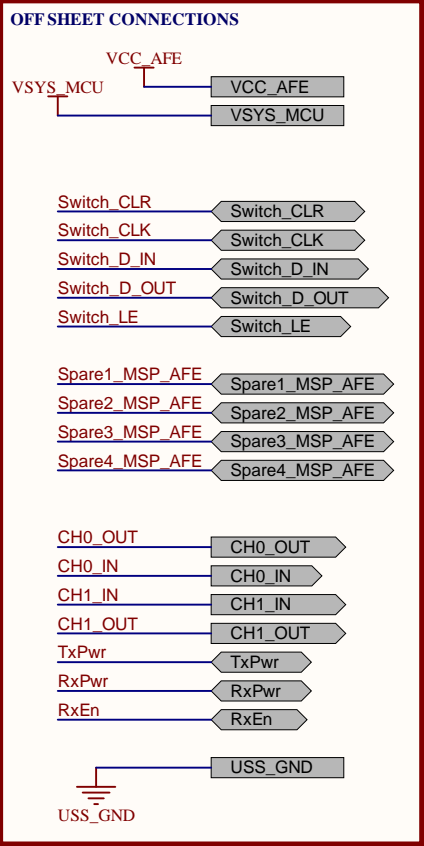 OFF SHEET CONNECTIONS
VCC_AFE
VSYS_MCU
VCC_AFE
VSYS_MCU
Switch_CLR Switch_CLR
Switch_CLK Switch_CLK
Switch_D_IN Switch_D_IN
Switch_D_OUT Switch_D_OUT
Switch_LE Switch_LE
Spare1_MSP_AFE Spare1_MSP_AFE
Spare2_MSP_AFE Spare2_MSP_AFE
Spare3_MSP_AFE Spare3_MSP_AFE
Spare4_MSP_AFE Spare4_MSP_AFE
CH0_OUT CH0_OUT
CH0_IN CH0_IN
CH1_IN CH1_IN
CH1_OUT CH1_OUT
TxPwr TxPwr
RxPwr RxPwr
RxEn RxEn
USS_GND
USS_GND